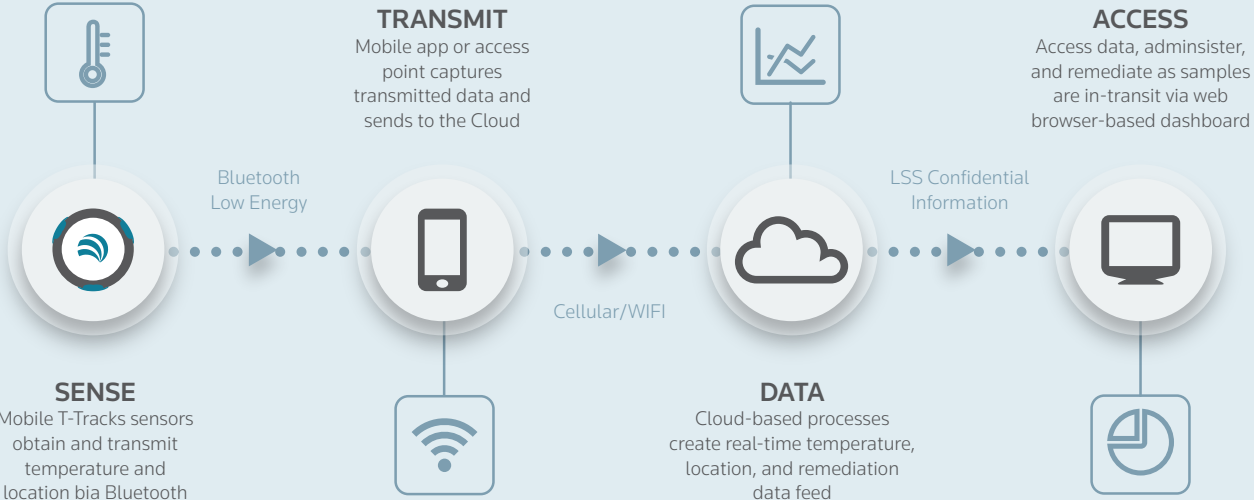 TRANSMIT
Mobile app or access
point captures
transmitted data and
sends to the Cloud
ACCESS
Access data, adminsister,
and remediate as samples
are in-transit via web
browser-based dashboard
Bluetooth
Low Energy
LSS Confidential
Information
Cellular/WIFI
SENSE
Mobile T-Tracks sensors
obtain and transmit
temperature and
location bia Bluetooth
DATA
Cloud-based processes
create real-time temperature,
location, and remediation
data feed